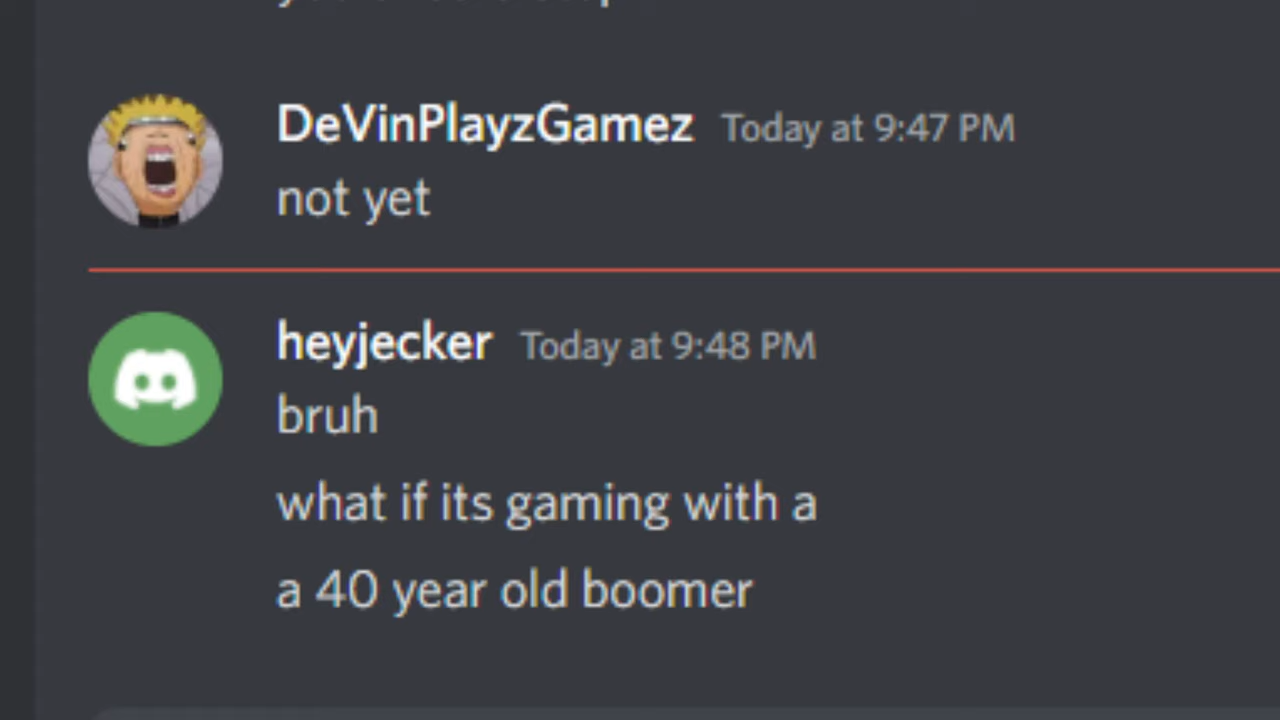 DeVinPlayzGamez Today at 9:47 PM
not yet
heyjecker Today at 9:48 PM
bruh
what if its gaming with a
a 40 year old boomer